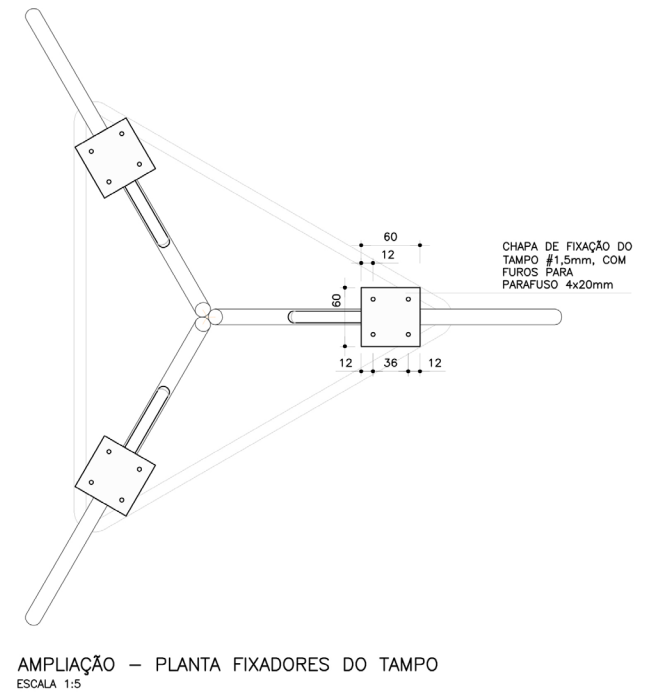 60
12
CHAPA DE FIXAÇÃO DO
TAMPO #1,5mm, COM
FUROS PARA
PARAFUSO 4x20mm
60
12 36 12
AMPLIAÇÃO – PLANTA FIXADORES DO TAMPO
ESCALA 1:5